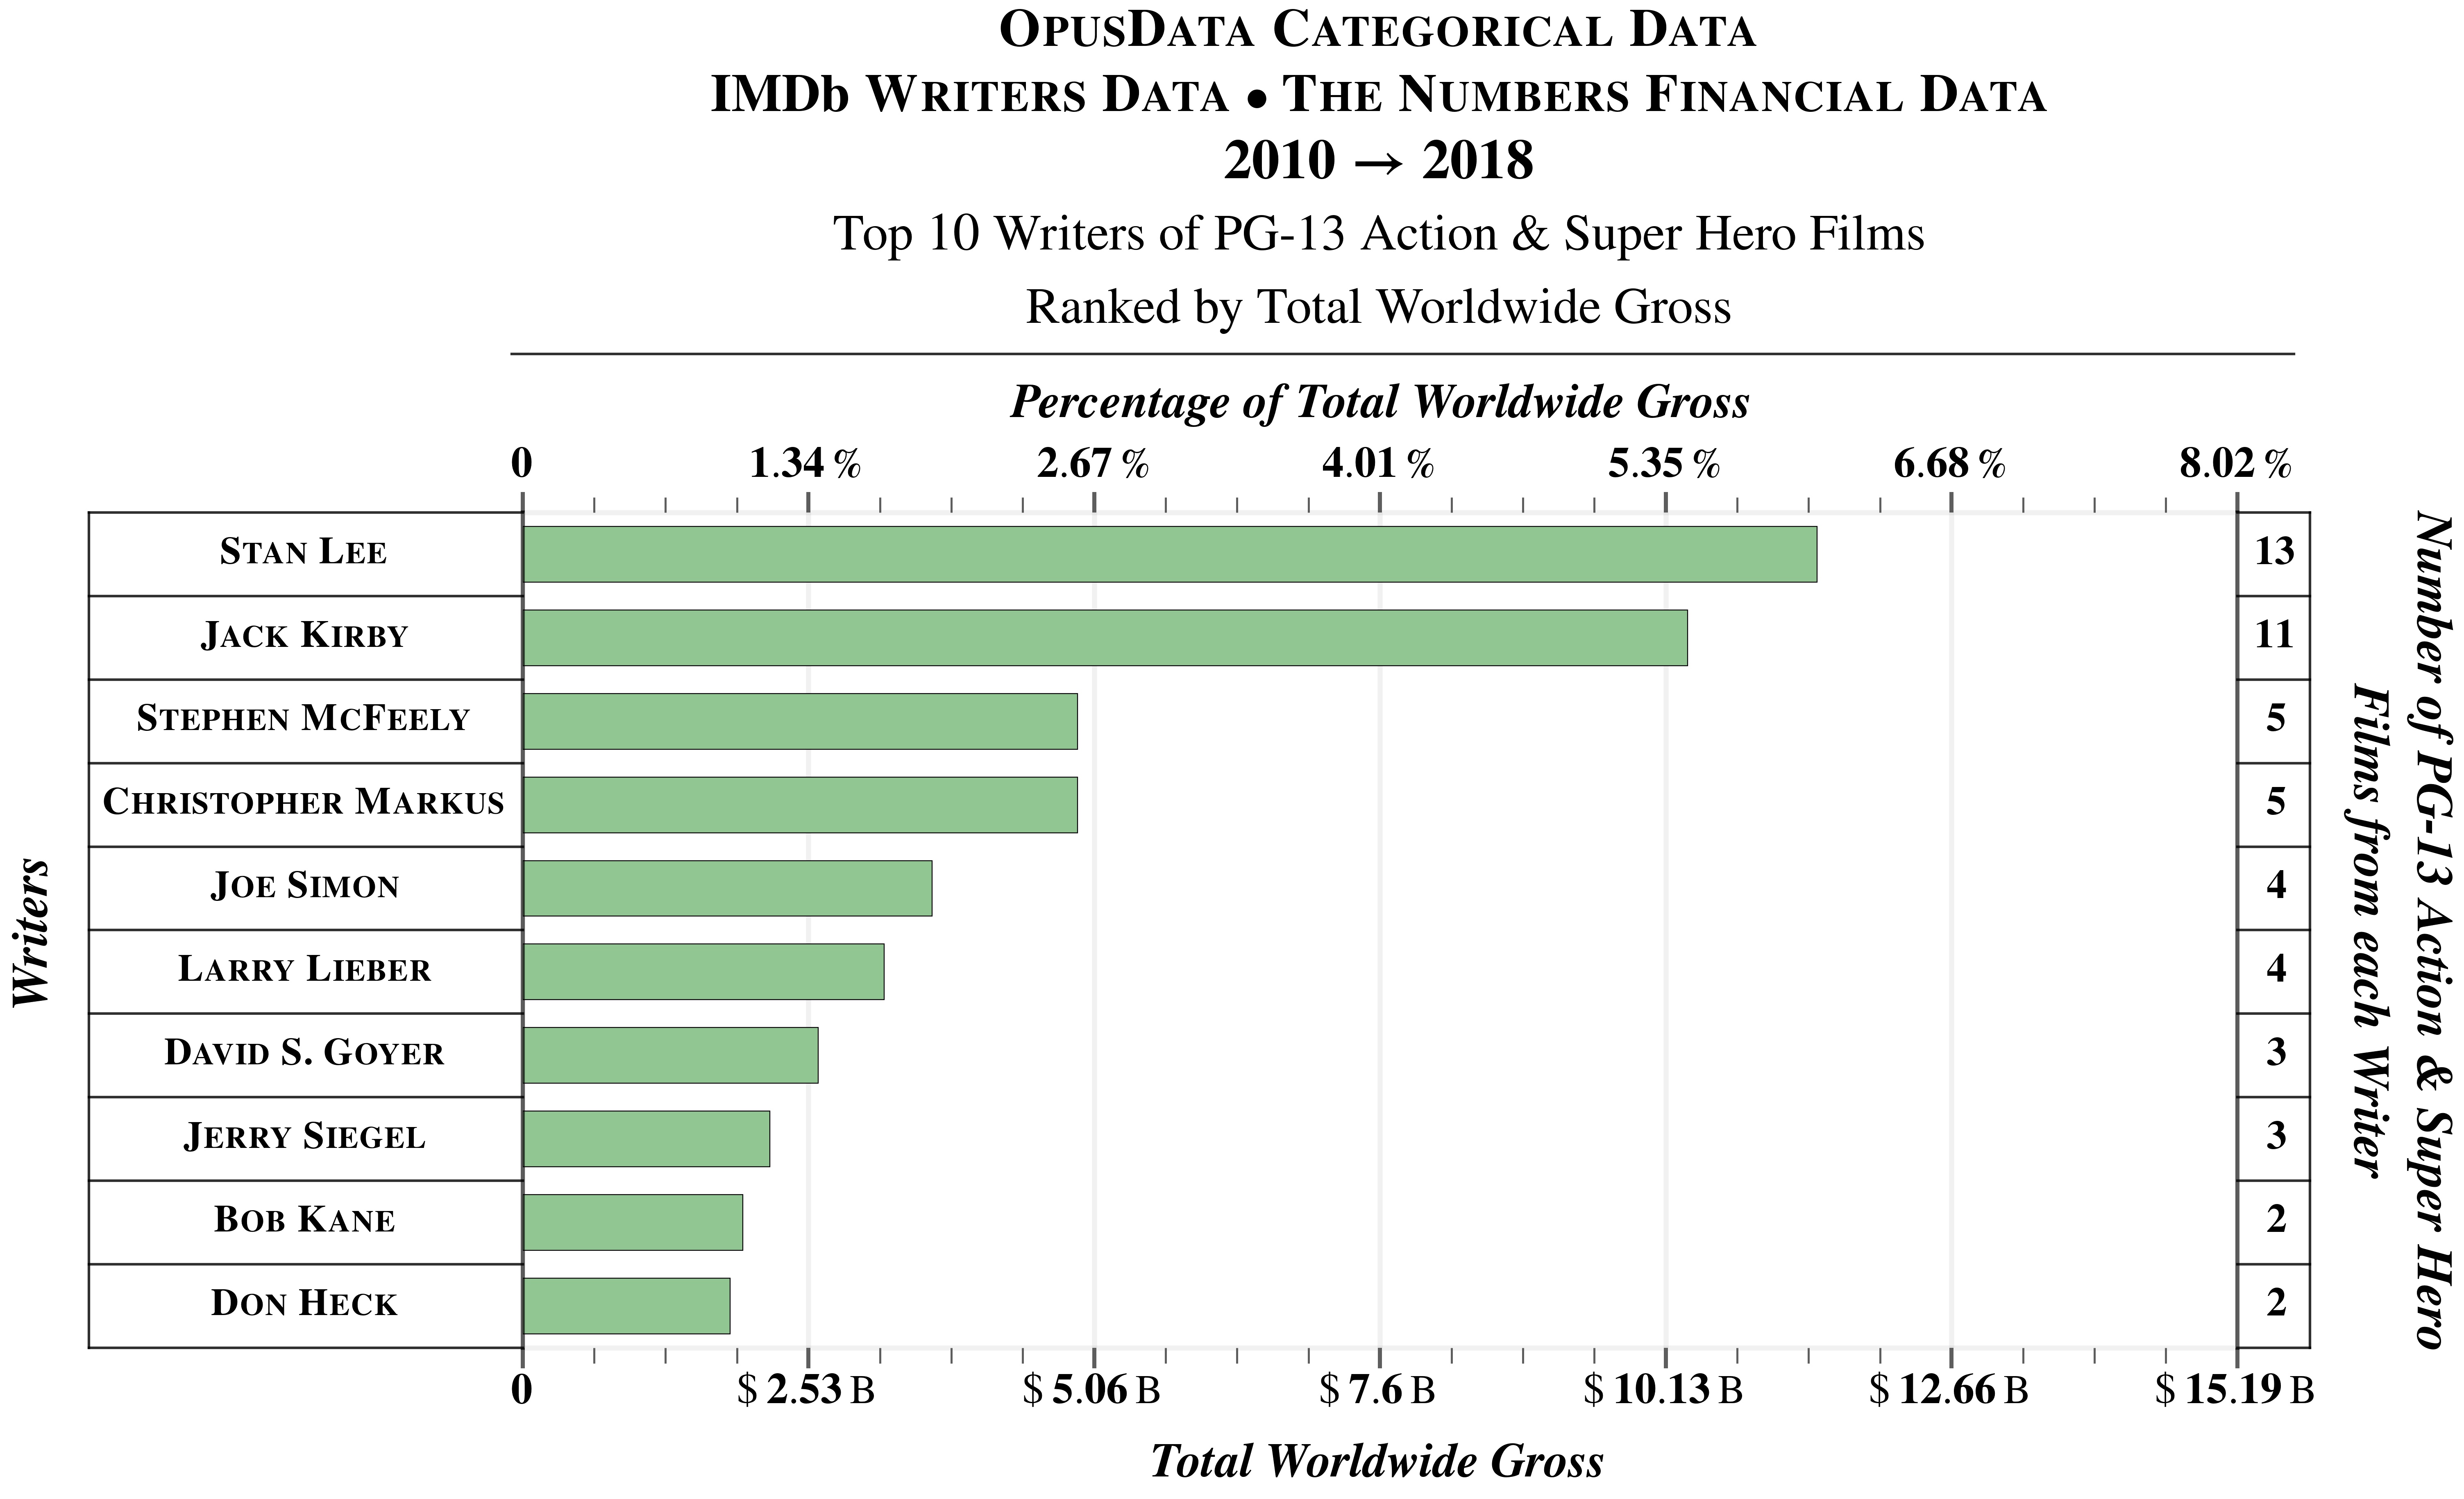 OpusData Categorical Data
IMDb Writers Data • The Numbers Financial Data
2010 → 2018
Top 10 Writers of PG-13 Action & Super Hero Films
Ranked by Total Worldwide Gross
Percentage of Total Worldwide Gross
0 1.34 % 2.67 % 4.01 % 5.35 % 6.68 % 8.02 %
Writers
Stan Lee 13
Jack Kirby 11
Stephen McFeely 5
Christopher Markus 5
Joe Simon 4
Larry Lieber 4
David S. Goyer 3
Jerry Siegel 3
Bob Kane 2
Don Heck 2
Number of PG-13 Action & Super Hero
Films from each Writer
0 $ 2.53 B $ 5.06 B $ 7.6 B $ 10.13 B $ 12.66 B $ 15.19 B
Total Worldwide Gross